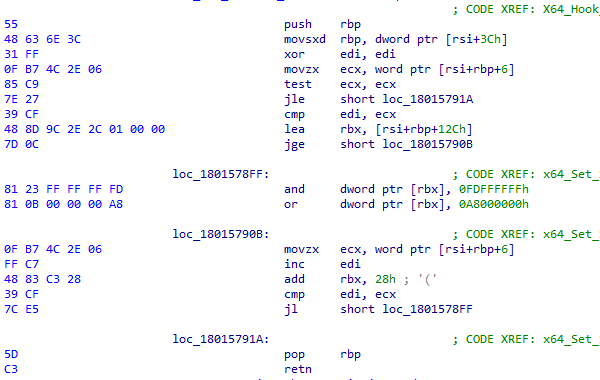 ; CODE XREF: X64_Hook_
55 push rbp
48 63 6E 3C movsxd rbp, dword ptr [rsi+3Ch]
31 FF xor edi, edi
0F B7 4C 2E 06 movzx ecx, word ptr [rsi+rbp+6]
85 C9 test ecx, ecx
7E 27 jle short loc_18015791A
39 CF cmp edi, ecx
48 8D 9C 2E 2C 01 00 00 lea rbx, [rsi+rbp+12Ch]
7D 0C jge short loc_18015790B
loc_1801578FF: ; CODE XREF: x64_Set_
81 23 FF FF FF FD and dword ptr [rbx], 0FDFFFFFFh
81 0B 00 00 00 A8 or dword ptr [rbx], 0A8000000h
loc_18015790B: ; CODE XREF: x64_Set_
0F B7 4C 2E 06 movzx ecx, word ptr [rsi+rbp+6]
FF C7 inc edi
48 83 C3 28 add rbx, 28h ; '('
39 CF cmp edi, ecx
7C E5 jl short loc_1801578FF
loc_18015791A: ; CODE XREF: x64_Set_
5D pop rbp
C3 retn